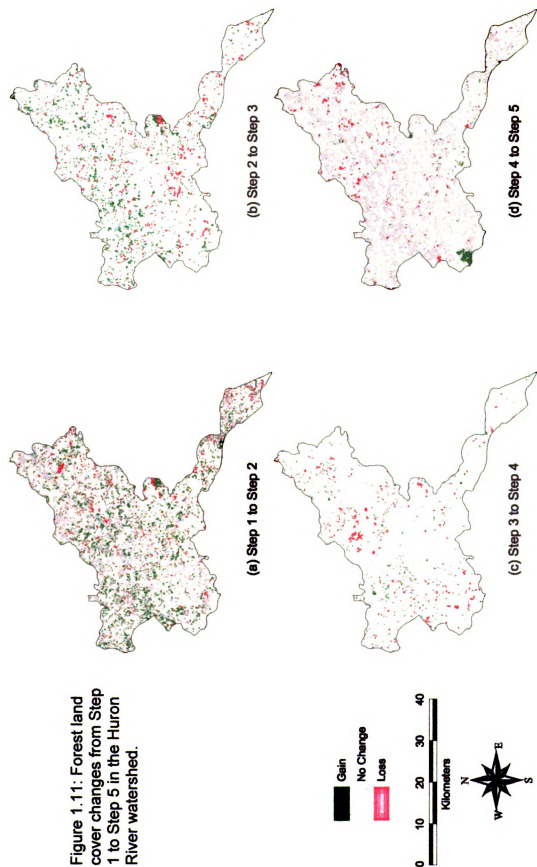 Figure 1.11: Forest land
cover changes from Step
1 to Step 5 in the Huron
River watershed.
(a) Step 1 to Step 2
(b) Step 2 to Step 3
Gain
No Change
Loss
0 10 20 30 40
Kilometers
N
W E
S
(c) Step 3 to Step 4
(d) Step 4 to Step 5